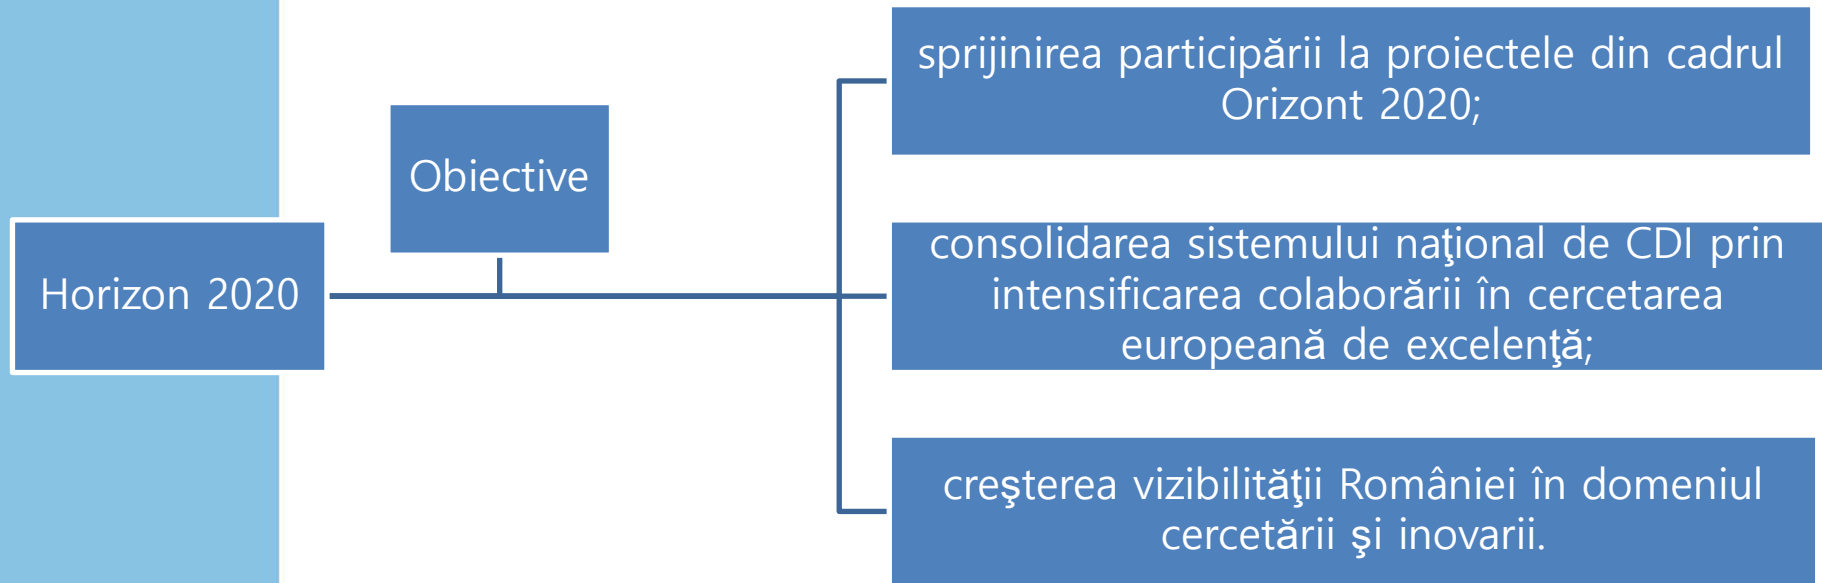 Horizon 2020
Obiective
sprijinirea participării la proiectele din cadrul
Orizont 2020;
consolidarea sistemului naţional de CDI prin
intensificarea colaborării în cercetarea
europeană de excelenţă;
creşterea vizibilităţii României în domeniul
cercetării şi inovarii.